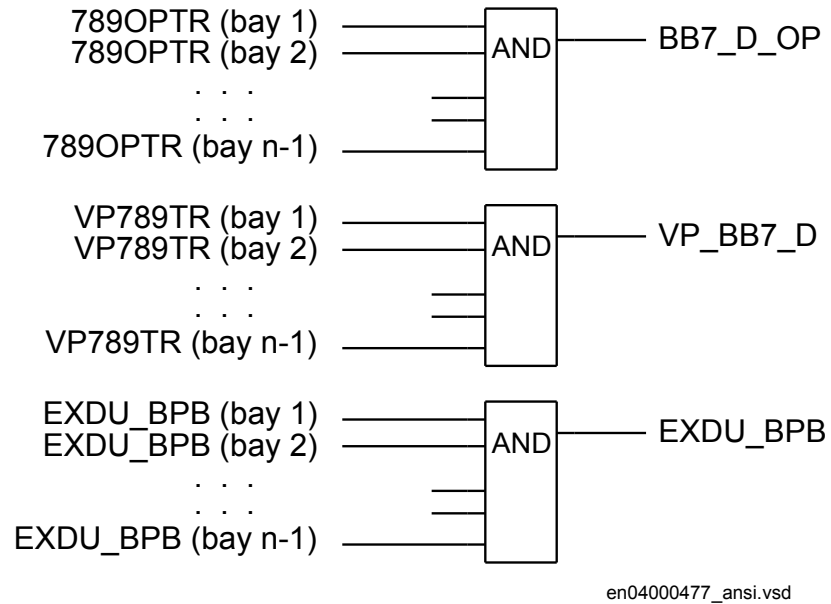 789OPTR (bay 1)
789OPTR (bay 2)
. . .
. . .
789OPTR (bay n-1)
AND
BB7_D_OP
VP789TR (bay 1)
VP789TR (bay 2)
. . .
. . .
VP789TR (bay n-1)
AND
VP_BB7_D
EXDU_BPB (bay 1)
EXDU_BPB (bay 2)
. . .
. . .
EXDU_BPB (bay n-1)
AND
EXDU_BPB
en04000477_ansi.vsd